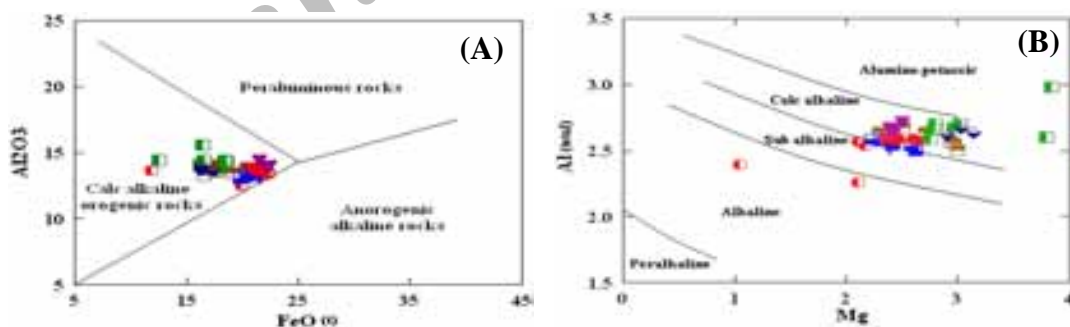 (A)
Al2O3
25
20
15
10
5
Peraluminous rocks
Calc alkaline
orogenic rocks
Anorogenic
alkaline rocks
5
15
25
35
45
FeO (t)
(B)
Al (total)
3.5
3.0
2.5
2.0
1.5
Alumino potassic
Calc alkaline
Sub alkaline
Alkaline
Peralkaline
0
1
2
3
4
Mg